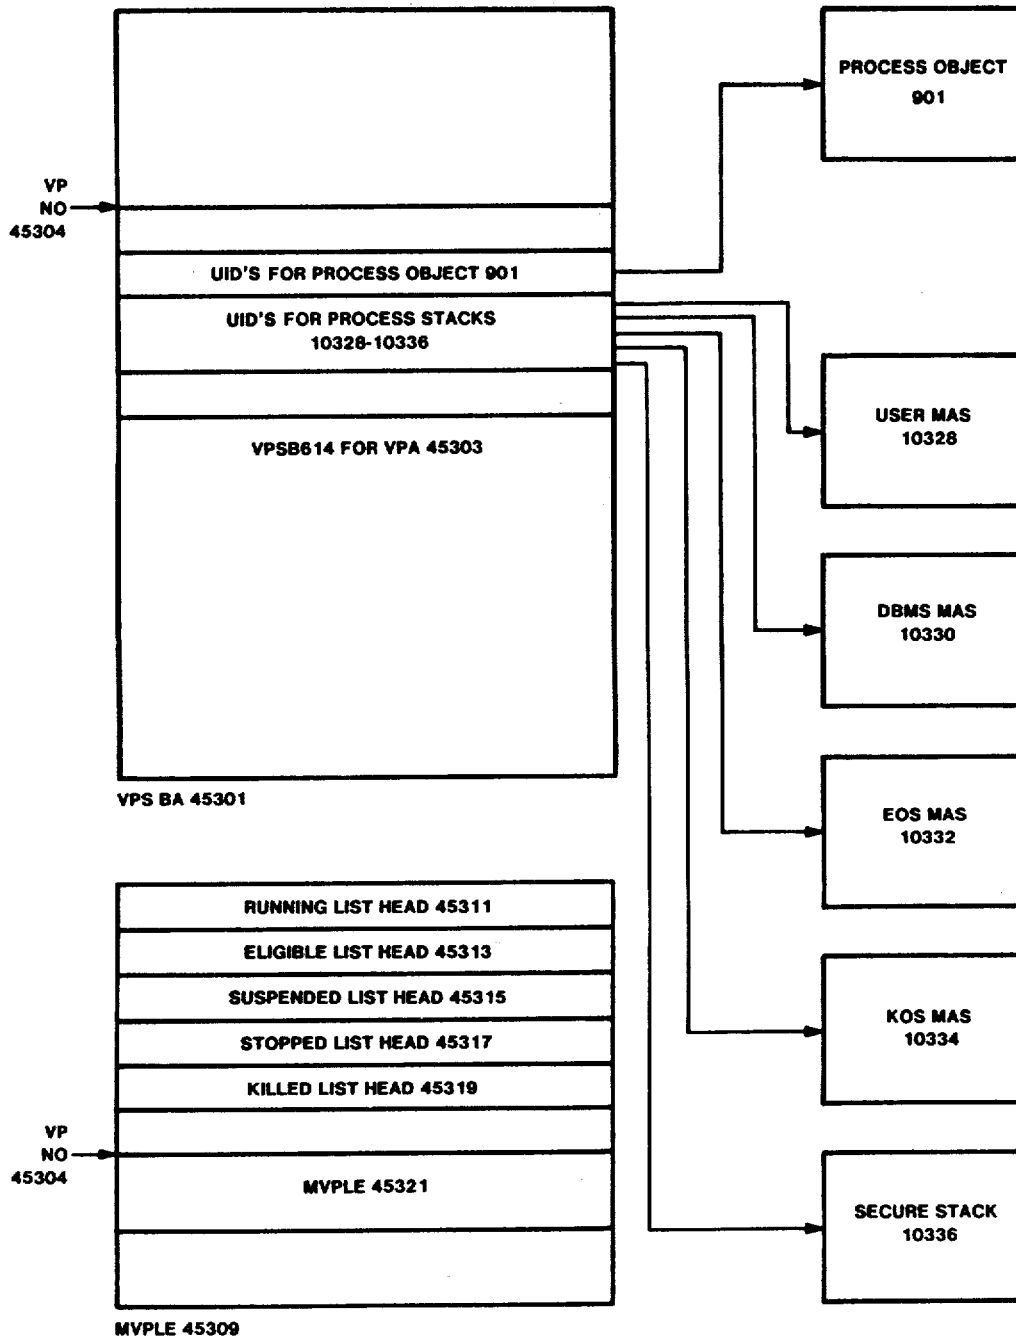 PROCESS OBJECT
901
VP
NO
45304
UID'S FOR PROCESS OBJECT 901
UID'S FOR PROCESS STACKS
10328-10336
VPSB614 FOR VPA 45303
USER MAS
10328
DBMS MAS
10330
VPS BA 45301
EOS MAS
10332
RUNNING LIST HEAD 45311
ELIGIBLE LIST HEAD 45313
SUSPENDED LIST HEAD 45315
STOPPED LIST HEAD 45317
KILLED LIST HEAD 45319
KOS MAS
10334
VP
NO
45304
MVPLE 45321
SECURE STACK
10336
MVPLE 45309